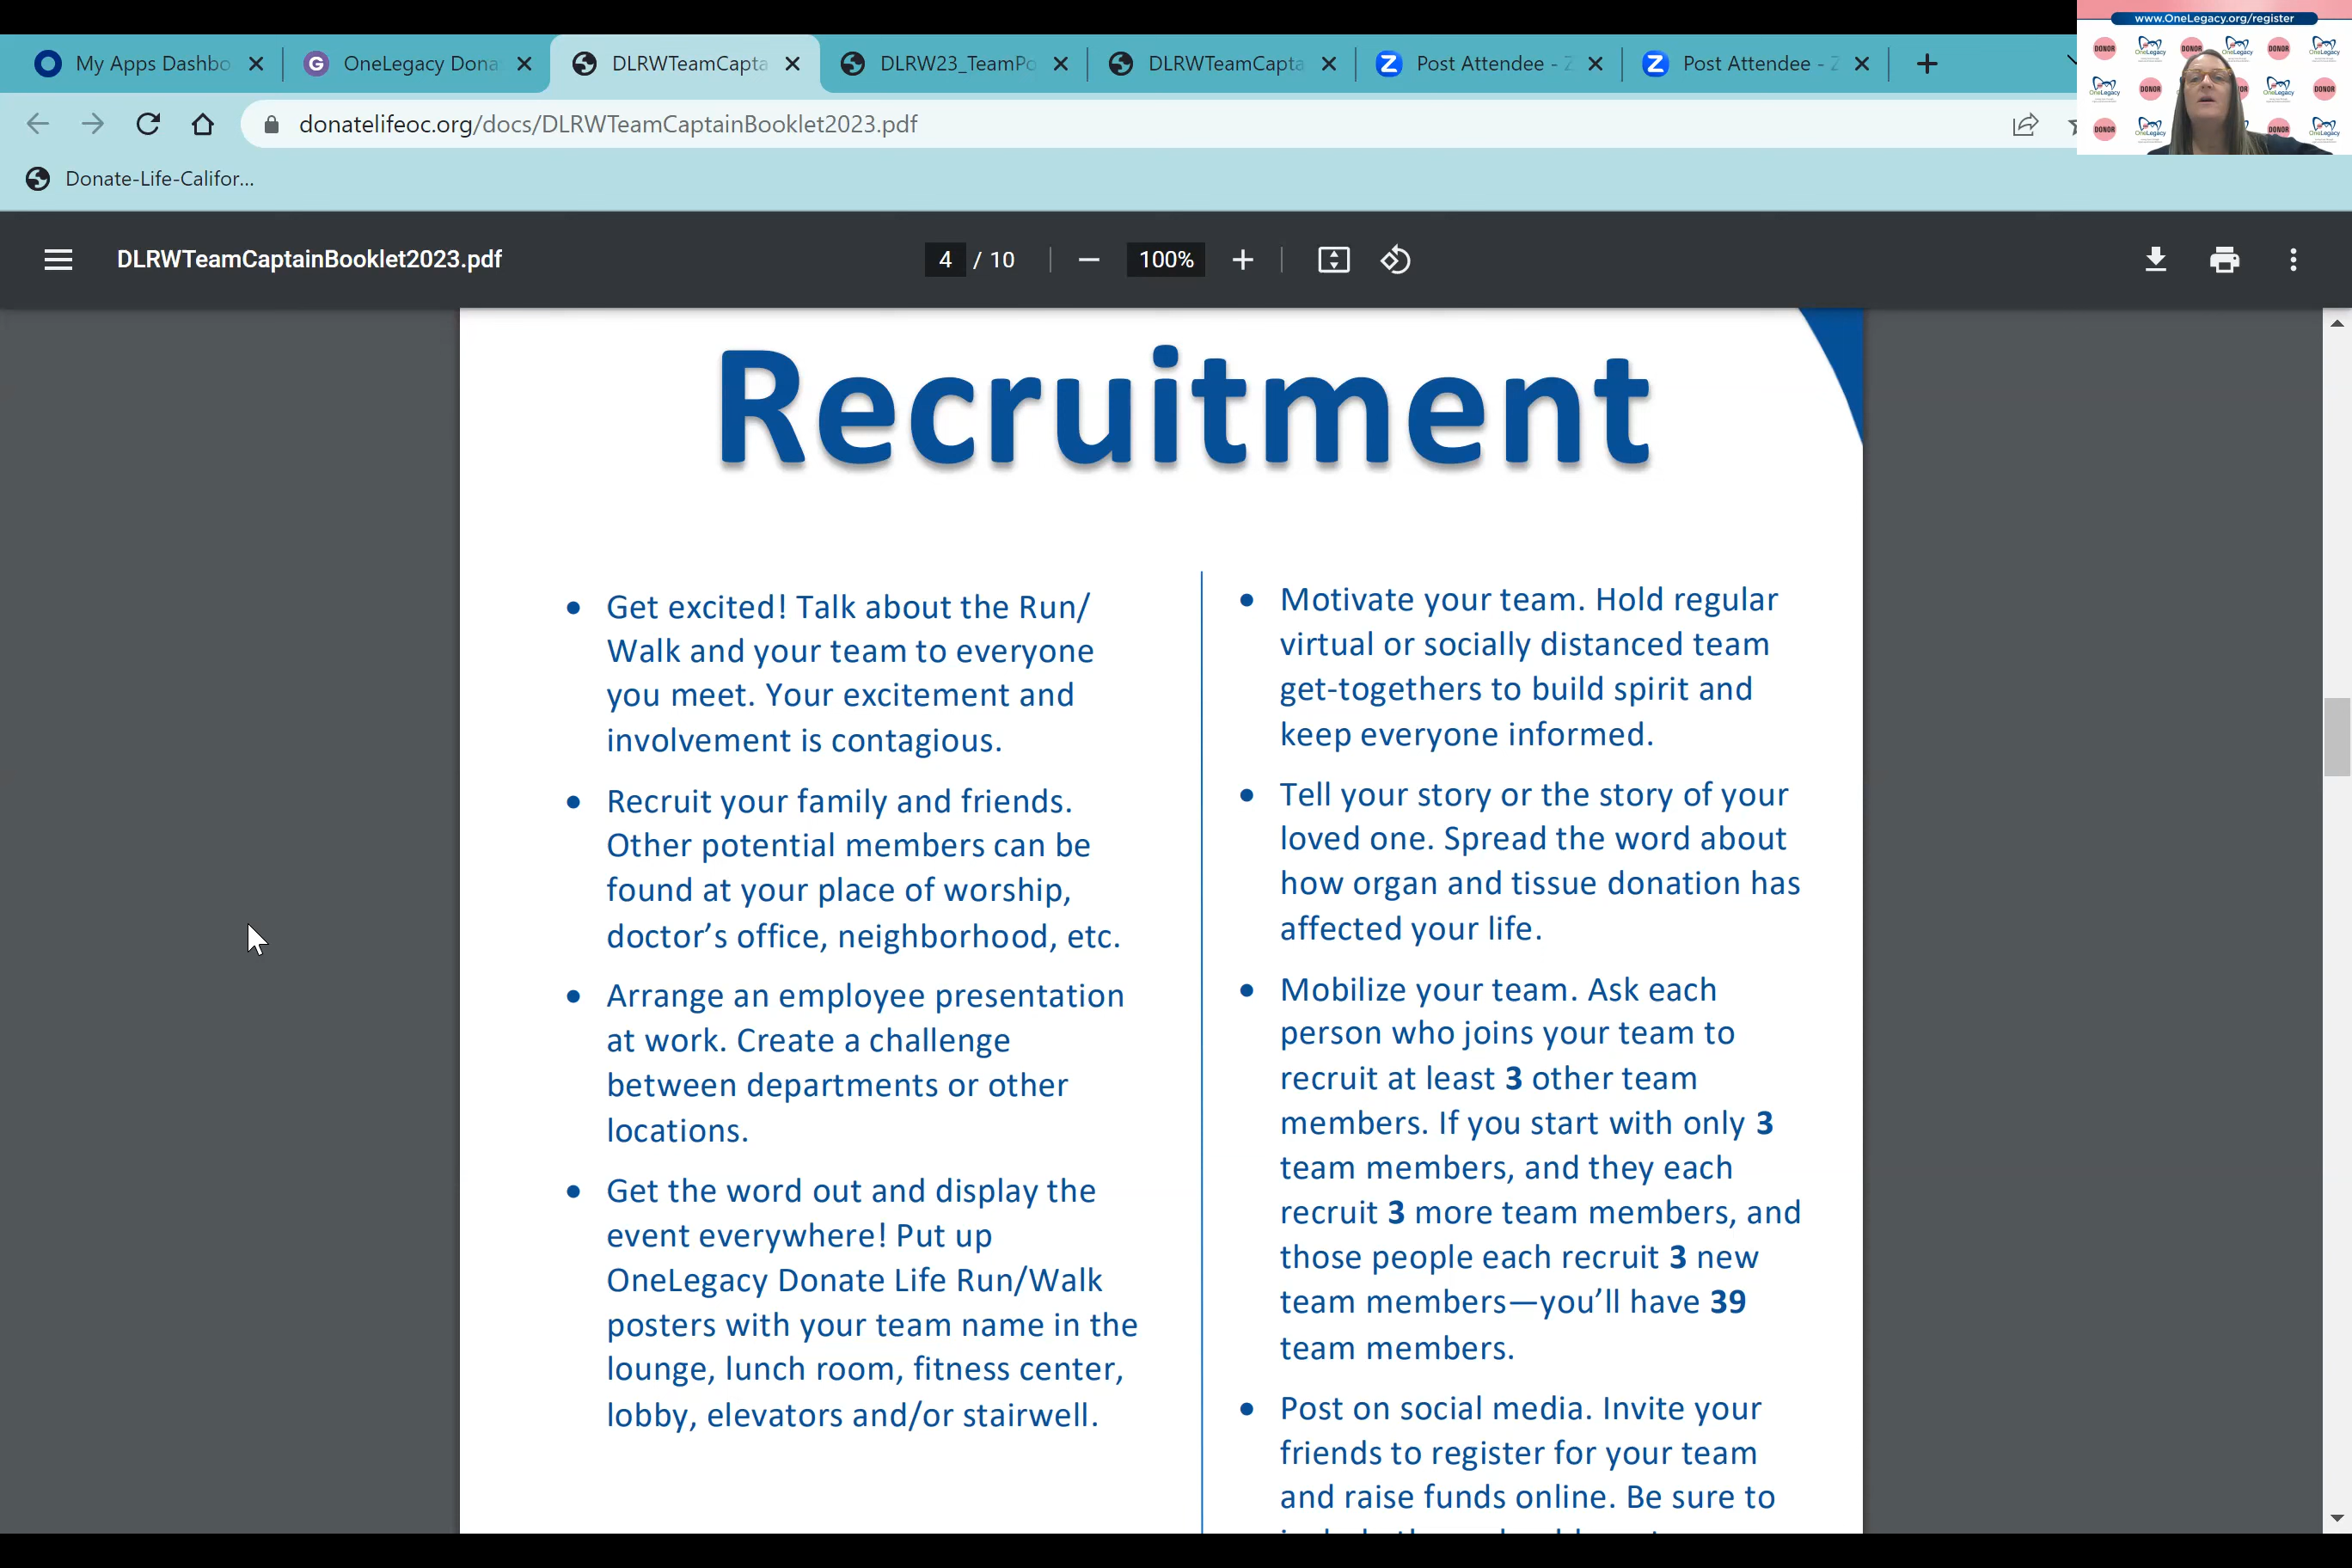 www.OneLegacy.org/register
My Apps Dashbo
OneLegacy Dona
DLRWTeamCapta
DLRW23_TeamPo
DLRWTeamCapta
Post Attendee - Z
Post Attendee - Z
donatelifeoc.org/docs/DLRWTeamCaptainBooklet2023.pdf
Donate-Life-Califor...
DLRWTeamCaptainBooklet2023.pdf
4 / 10
100%
DONOR
OneLegacy
Recruitment
• Get excited! Talk about the Run/
Walk and your team to everyone
you meet. Your excitement and
involvement is contagious.
• Recruit your family and friends.
Other potential members can be
found at your place of worship,
doctor’s office, neighborhood, etc.
• Arrange an employee presentation
at work. Create a challenge
between departments or other
locations.
• Get the word out and display the
event everywhere! Put up
OneLegacy Donate Life Run/Walk
posters with your team name in the
lounge, lunch room, fitness center,
lobby, elevators and/or stairwell.
• Motivate your team. Hold regular
virtual or socially distanced team
get-togethers to build spirit and
keep everyone informed.
• Tell your story or the story of your
loved one. Spread the word about
how organ and tissue donation has
affected your life.
• Mobilize your team. Ask each
person who joins your team to
recruit at least 3 other team
members. If you start with only 3
team members, and they each
recruit 3 more team members, and
those people each recruit 3 new
team members—you’ll have 39
team members.
• Post on social media. Invite your
friends to register for your team
and raise funds online. Be sure to